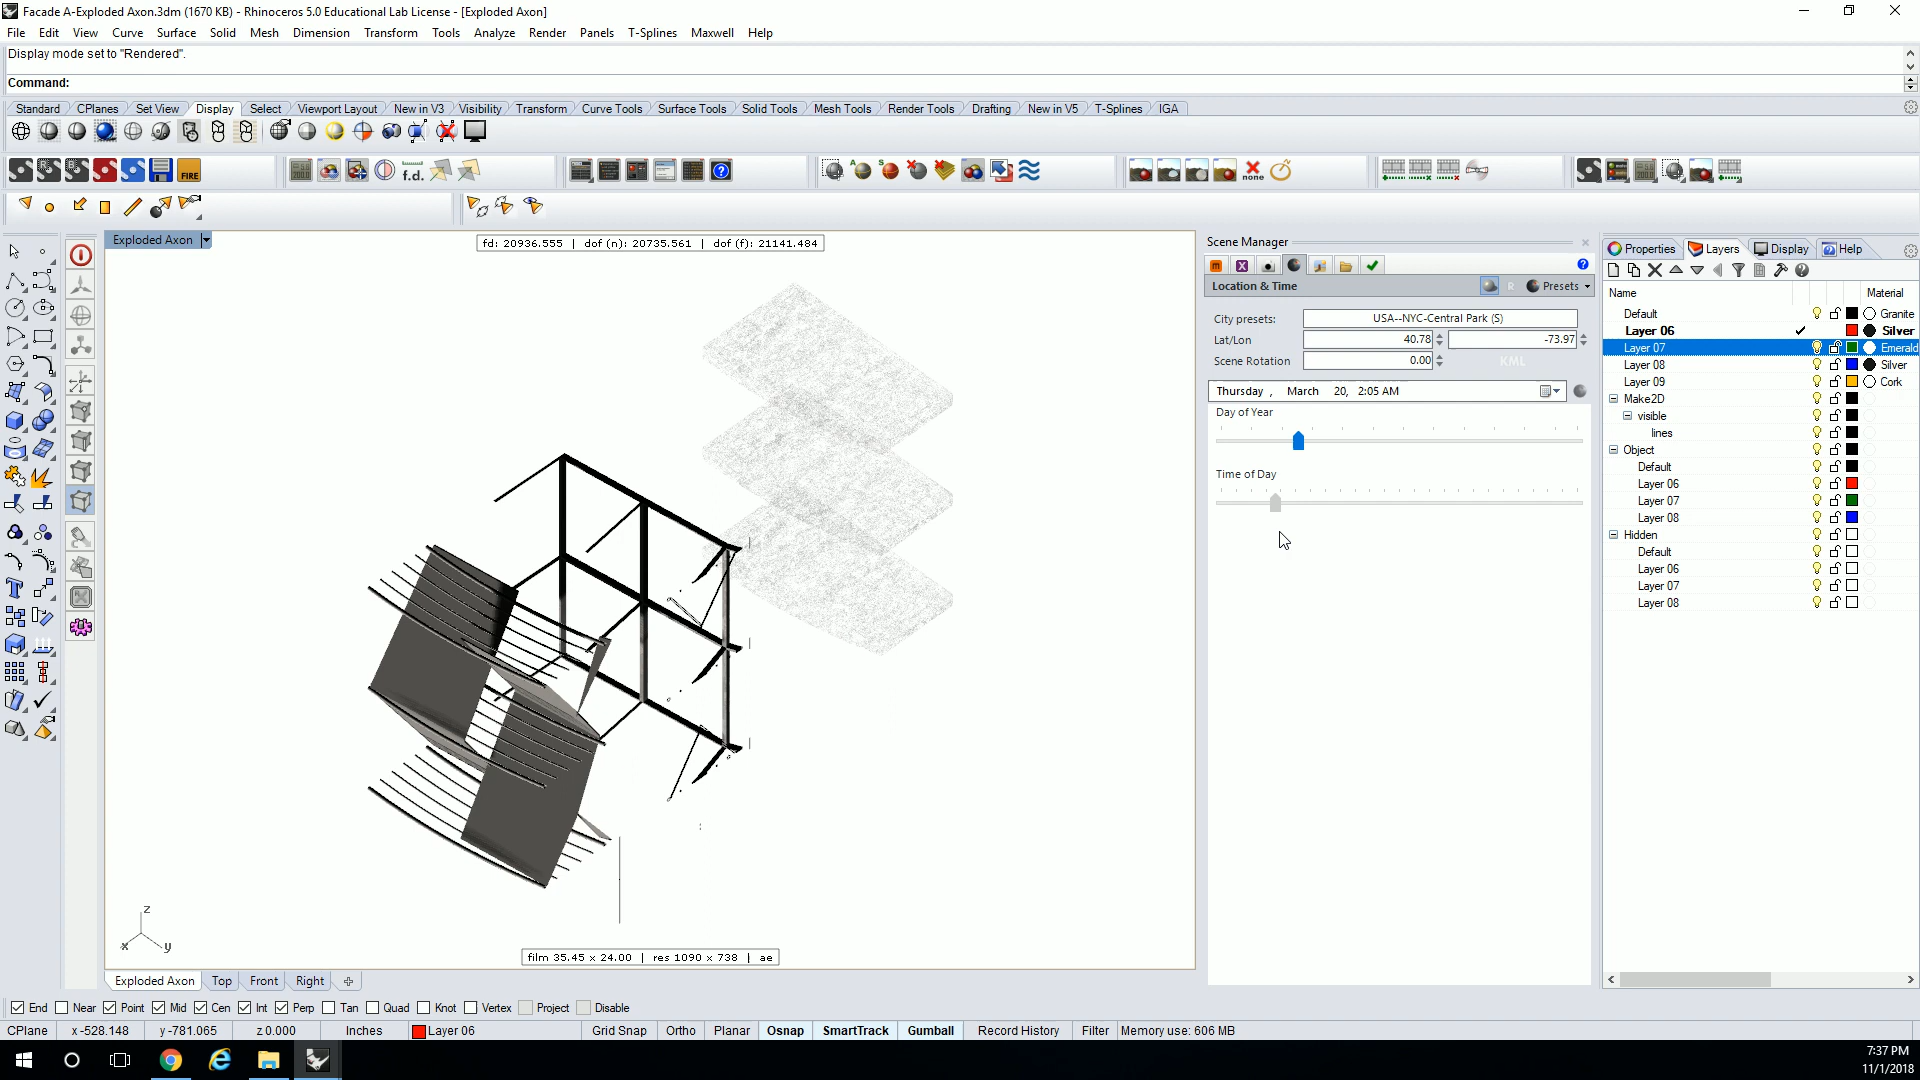 Facade A-Exploded Axon.3dm (1670 KB) - Rhinoceros 5.0 Educational Lab License - [Exploded Axon]
File Edit View Curve Surface Solid Mesh Dimension Transform Tools Analyze Render Panels T-Splines Maxwell Help
Display mode set to "Rendered".
Command:
Standard CPlanes Set View Display Select Viewport Layout New in V3 Visibility Transform Curve Tools Surface Tools Solid Tools Mesh Tools Render Tools Drafting New in V5 T-Splines IGA
FIRE f.d. none
Exploded Axon
fd: 20936.555 | dof (n): 20735.561 | dof (f): 21141.484
Scene Manager
Location & Time R Presets
City presets: USA--NYC-Central Park (S)
Lat/Lon 40.78 -73.97
Scene Rotation 0.00 KML
Thursday , March 20, 2:05 AM
Day of Year
Time of Day
Properties Layers Display Help
Name Material
Default Granite
Layer 06 Silver
Layer 07 Emerald
Layer 08 Silver
Layer 09 Cork
Make2D
visible
lines
Object
Default
Layer 06
Layer 07
Layer 08
Hidden
Default
Layer 06
Layer 07
Layer 08
z
x y
film 35.45 x 24.00 | res 1090 x 738 | ae
Exploded Axon Top Front Right
End Near Point Mid Cen Int Perp Tan Quad Knot Vertex Project Disable
CPlane x -528.148 y -781.065 z 0.000 Inches Layer 06 Grid Snap Ortho Planar Osnap SmartTrack Gumball Record History Filter Memory use: 606 MB
7:37 PM
11/1/2018